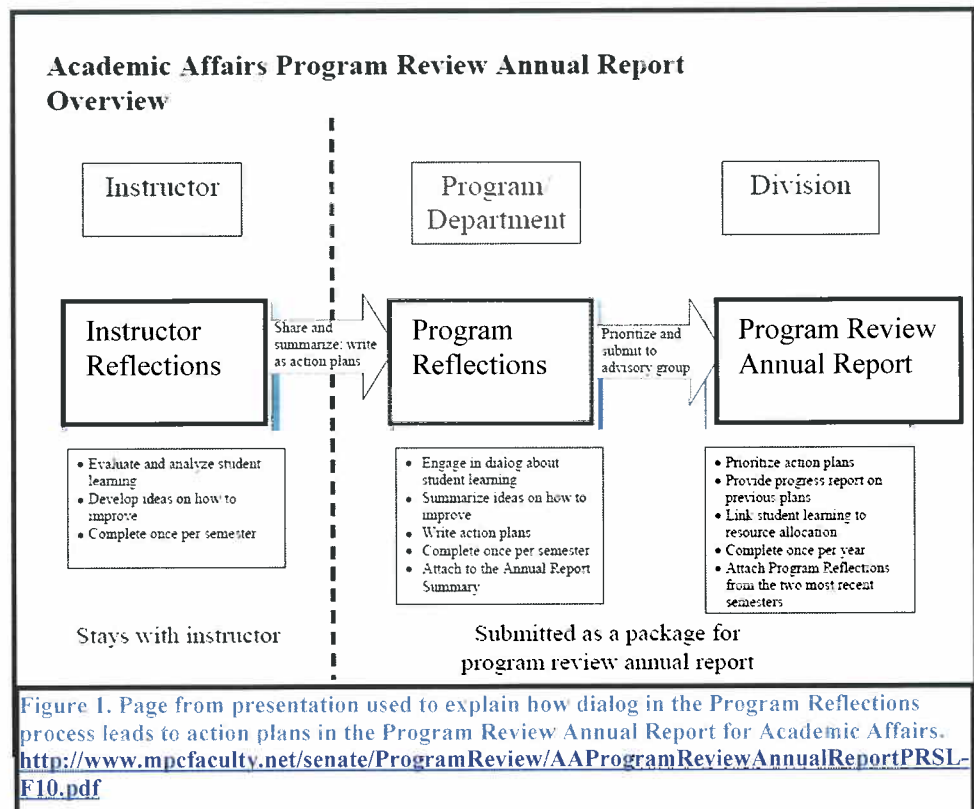 Academic Affairs Program Review Annual Report
Overview
Instructor
Program
Department
Division
Instructor
Reflections
Share and
summarize: write
as action plans
Program
Reflections
Prioritize and
submit to
advisory group
Program Review
Annual Report
• Evaluate and analyze student
learning
• Develop ideas on how to
improve
• Complete once per semester
• Engage in dialog about
student learning
• Summarize ideas on how to
improve
• Write action plans
• Complete once per semester
• Attach to the Annual Report
Summary
• Prioritize action plans
• Provide progress report on
previous plans
• Link student learning to
resource allocation
• Complete once per year
• Attach Program Reflections
from the two most recent
semesters
Stays with instructor
Submitted as a package for
program review annual report
Figure 1. Page from presentation used to explain how dialog in the Program Reflections
process leads to action plans in the Program Review Annual Report for Academic Affairs.
http://www.mpcfaculty.net/senate/ProgramReview/AAProgramReviewAnnualReportPRSL-
F10.pdf